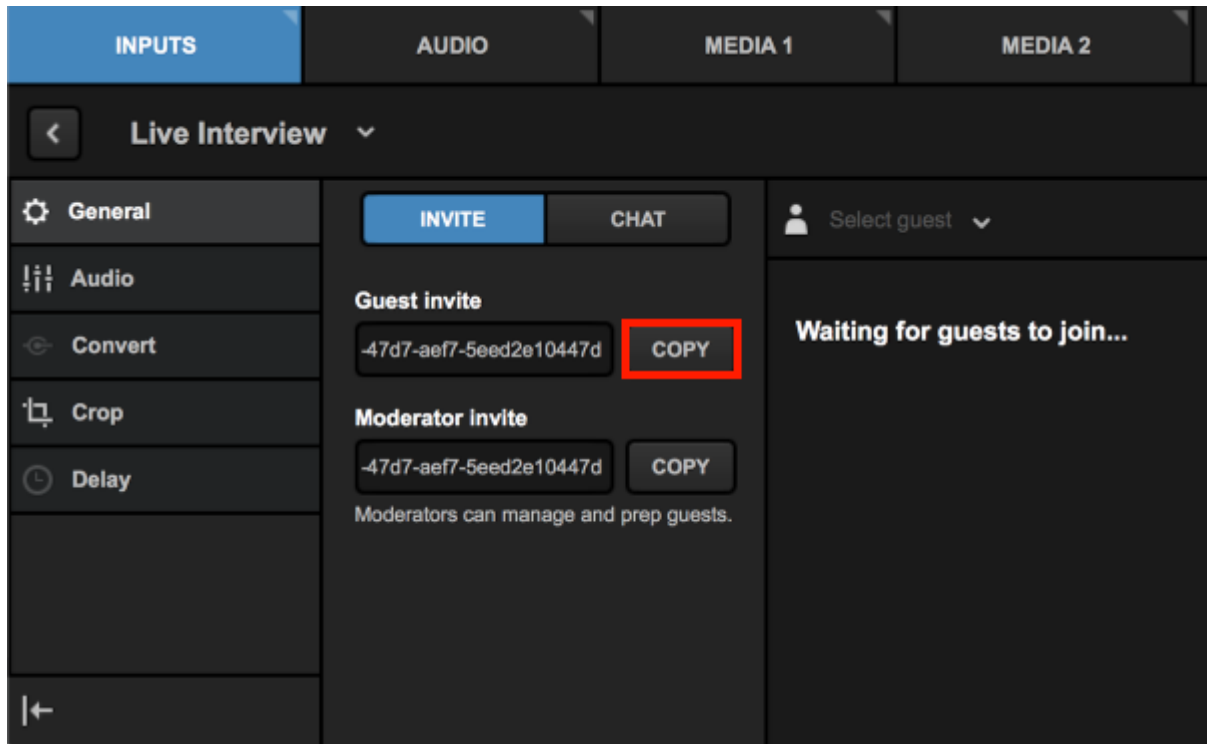 INPUTS
AUDIO
MEDIA 1
MEDIA 2
Live Interview
General
Audio
Convert
Crop
Delay
INVITE
CHAT
Guest invite
-47d7-aef7-5eed2e10447d
COPY
Moderator invite
-47d7-aef7-5eed2e10447d
COPY
Moderators can manage and prep guests.
Select guest
Waiting for guests to join...